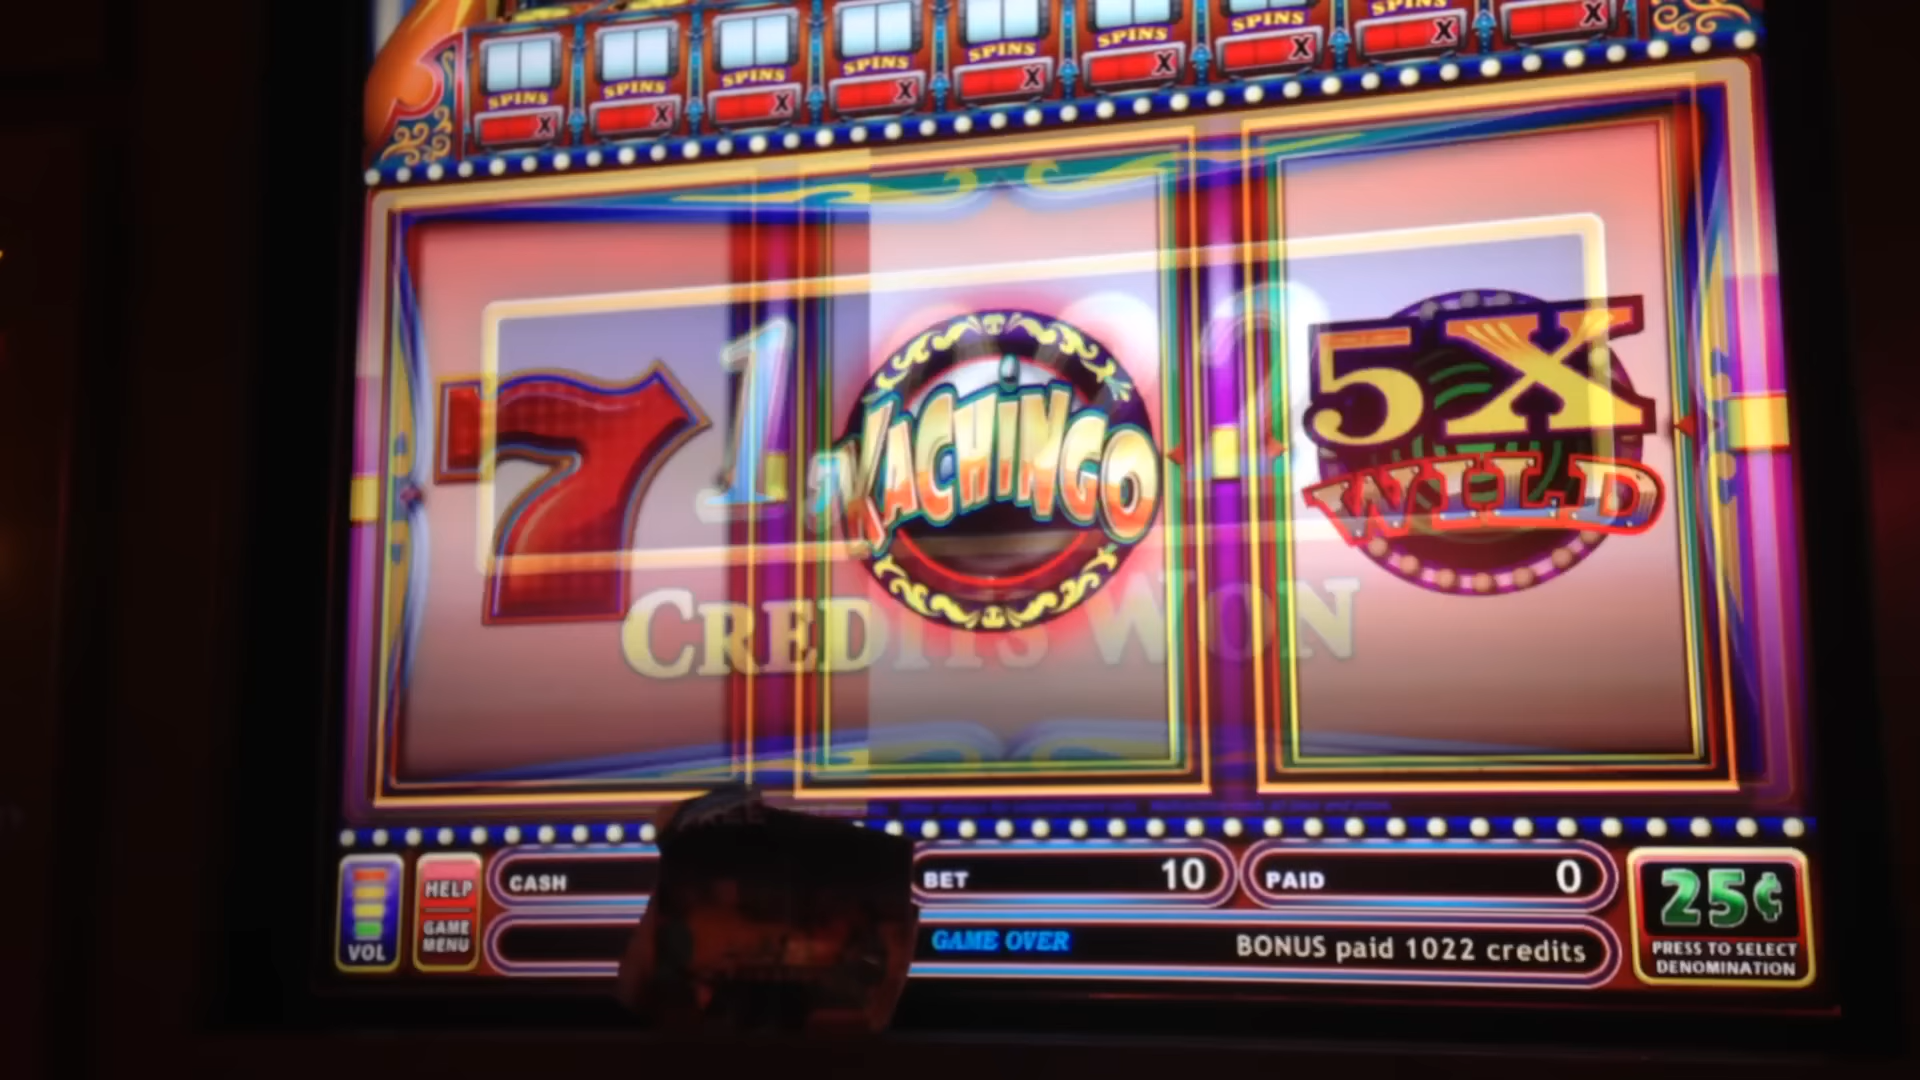 SPINS SPINS SPINS SPINS SPINS SPINS SPINS SPINS
X X X X X X X X X
7 1 KACHINGO 5X
WILD
CREDITS WON
VOL
HELP
GAME
MENU
CASH
BET 10
PAID 0
GAME OVER
BONUS paid 1022 credits
25¢
PRESS TO SELECT
DENOMINATION